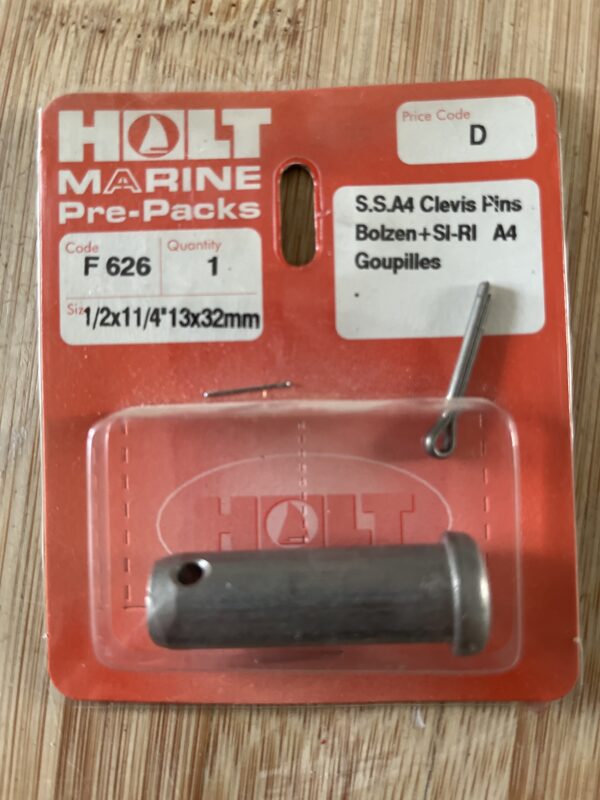 HOLT
MARINE
Pre-Packs
Price Code
D
Code
F 626
Quantity
1
Size
1/2x11/4"13x32mm
S.S.A4 Clevis Pins
Bolzen+SI-RI A4
Goupilles
HOLT